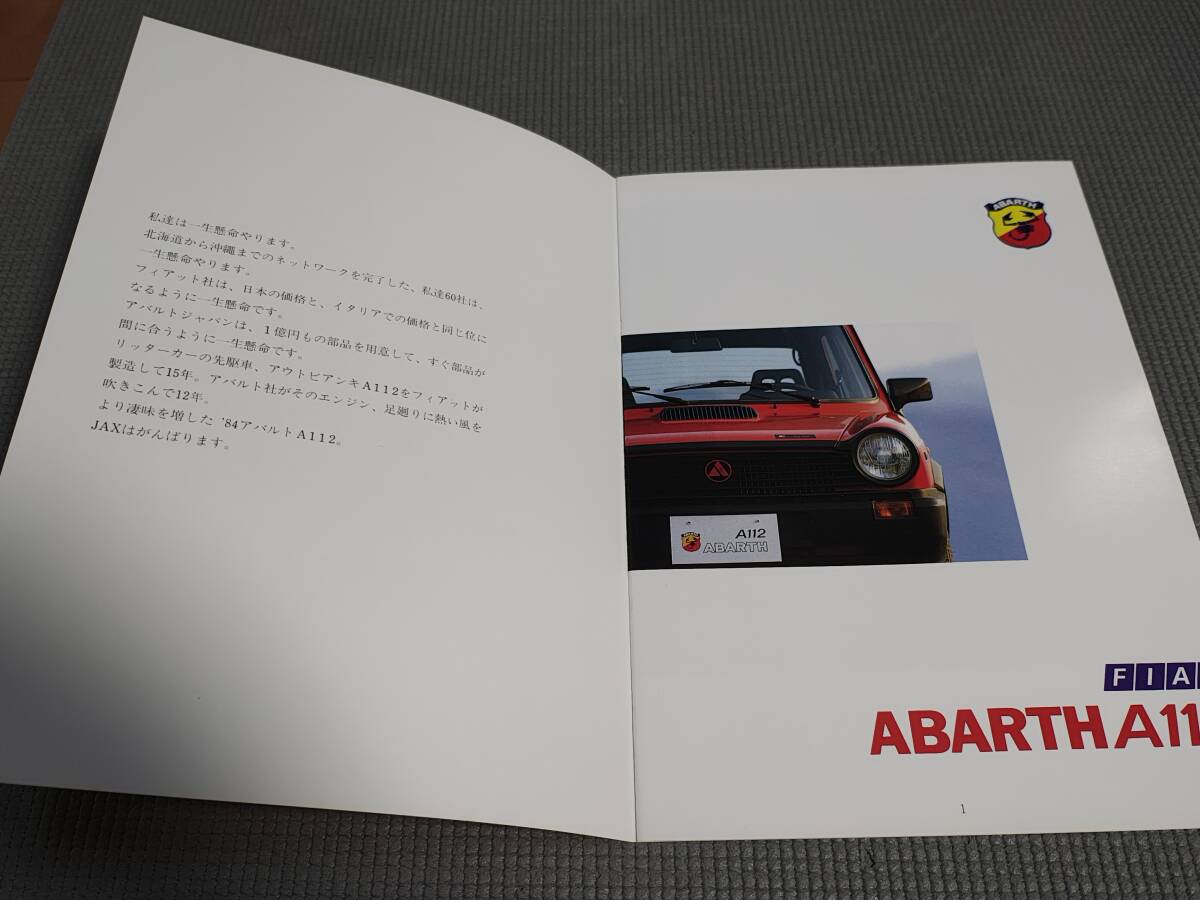 私達は一生懸命やります。
北海道から沖縄までのネットワークを完了した、私達60社は、
一生懸命やります。
フィアット社は、日本の価格と、イタリアでの価格と同じ位に
なるように一生懸命です。
アバルトジャパンは、1億円もの部品を用意して、すぐ部品が
間に合うように一生懸命です。
リッターカーの先駆車、アウトビアンキA112をフィアットが
製造して15年。アバルト社がそのエンジン、足廻りに熱い風を
吹きこんで12年。
より凄味を増した '84アバルトA112。
JAXはがんばります。
ABARTH
A112
ABARTH
FIA
ABARTH A11
1